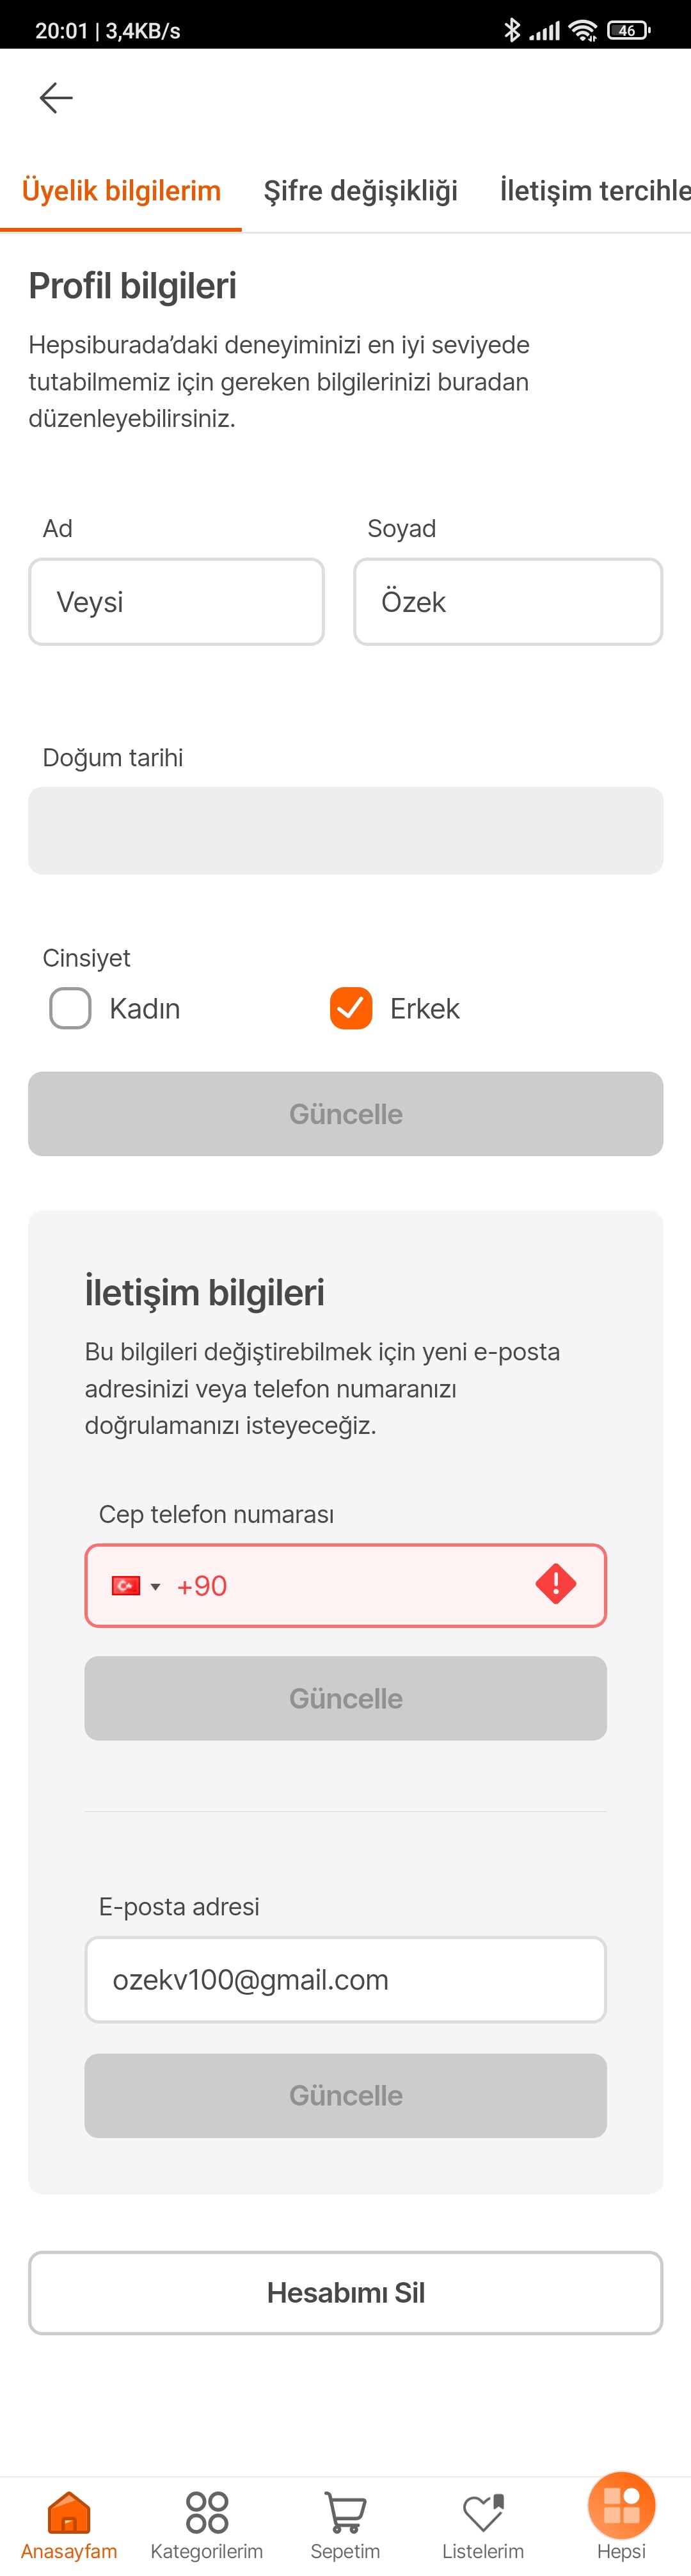 20:01 | 3,4KB/s 46
Üyelik bilgilerim Şifre değişikliği İletişim tercihle
Profil bilgileri
Hepsiburada’daki deneyiminizi en iyi seviyede
tutabilmemiz için gereken bilgilerinizi buradan
düzenleyebilirsiniz.
Ad Soyad
Veysi Özek
Doğum tarihi
Cinsiyet
Kadın Erkek
Güncelle
İletişim bilgileri
Bu bilgileri değiştirebilmek için yeni e-posta
adresinizi veya telefon numaranızı
doğrulamanızı isteyeceğiz.
Cep telefon numarası
+90
Güncelle
E-posta adresi
ozekv100@gmail.com
Güncelle
Hesabımı Sil
Anasayfam Kategorilerim Sepetim Listelerim Hepsi